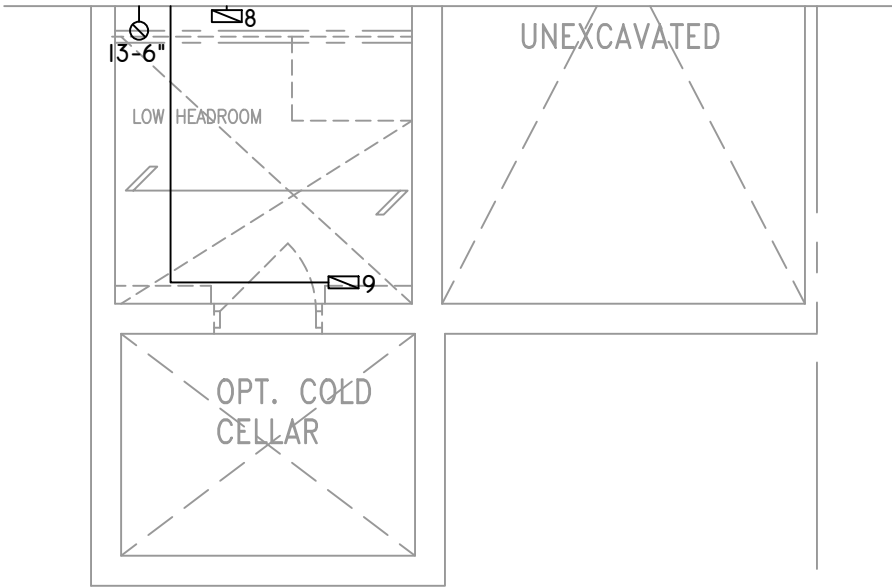 8
13-6"
UNEXCAVATED
LOW HEADROOM
9
OPT. COLD
CELLAR